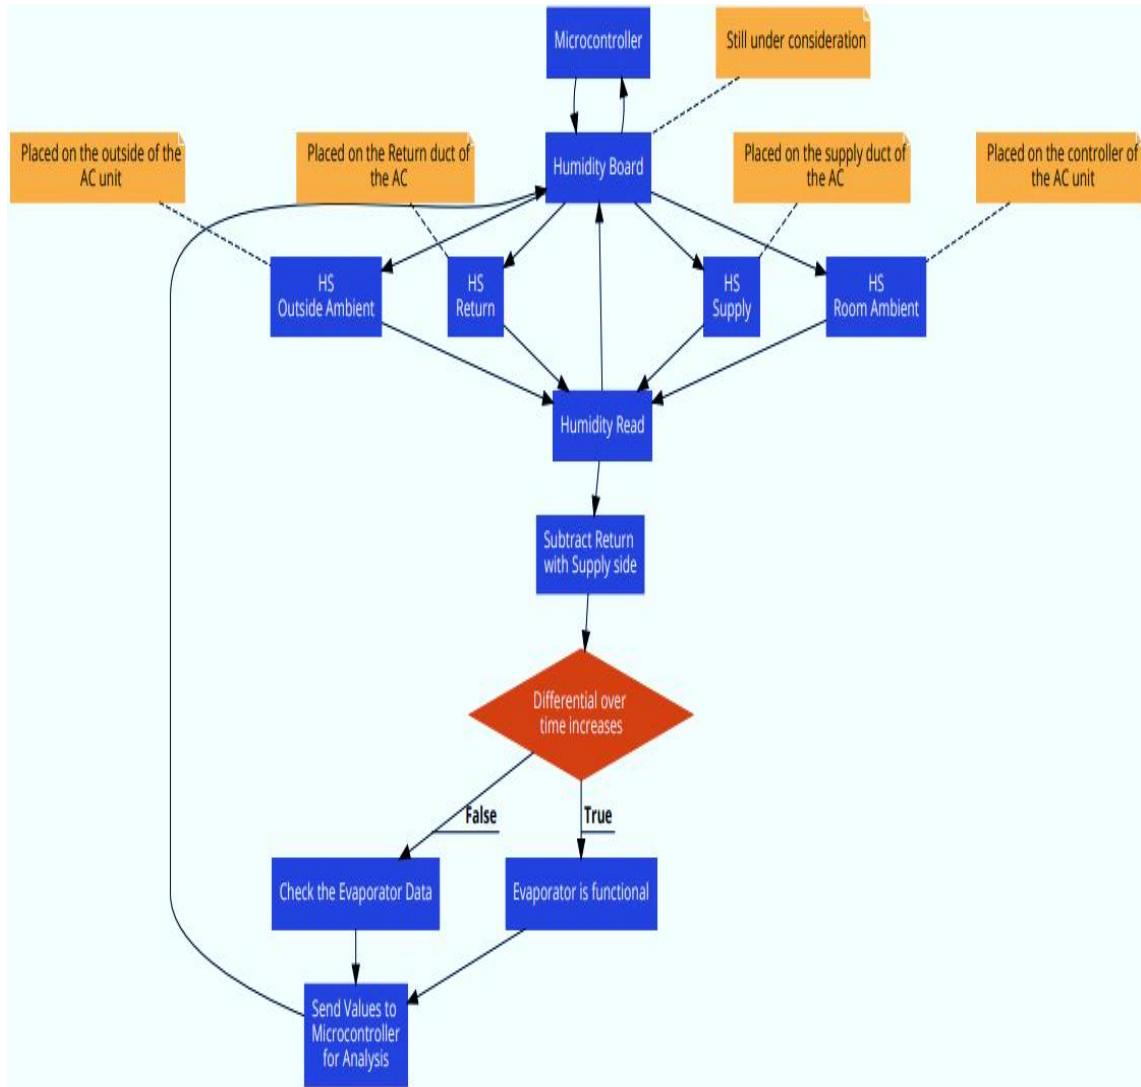 Microcontroller
Still under consideration
Placed on the outside of the
AC unit
Placed on the Return duct of
the AC
Humidity Board
Placed on the supply duct of
the AC
Placed on the controller of
the AC unit
HS
Outside Ambient
HS
Return
HS
Supply
HS
Room Ambient
Humidity Read
Subtract Return
with Supply side
Differential over
time increases
False
True
Check the Evaporator Data
Evaporator is functional
Send Values to
Microcontroller
for Analysis